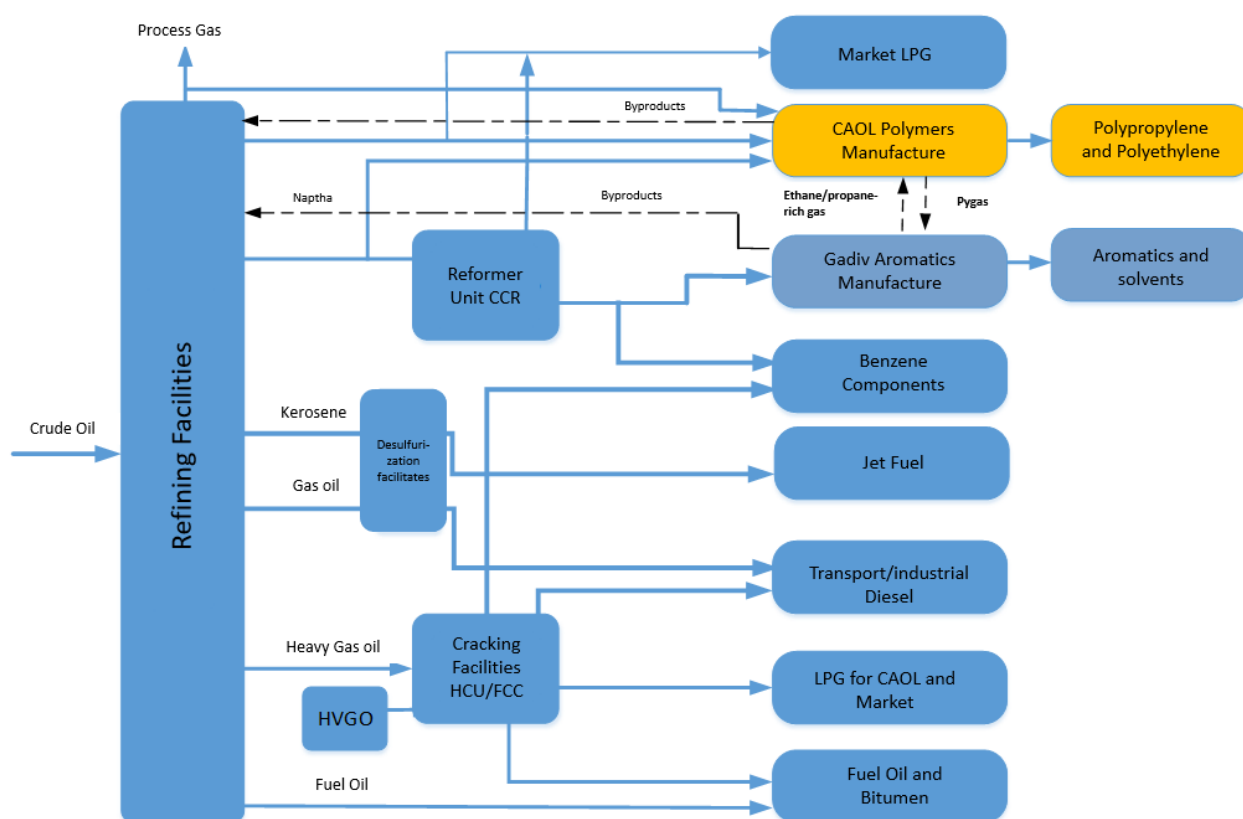 Process Gas
Market LPG
Byproducts
CAOL Polymers
Manufacture
Polypropylene
and Polyethylene
Naptha
Byproducts
Ethane/propane-
rich gas
Pygas
Reformer
Unit CCR
Gadiv Aromatics
Manufacture
Aromatics and
solvents
Refining Facilities
Benzene
Components
Crude Oil
Kerosene
Desulfuri-
zation
facilitates
Jet Fuel
Gas oil
Transport/industrial
Diesel
Heavy Gas oil
Cracking
Facilities
HCU/FCC
LPG for CAOL and
Market
HVGO
Fuel Oil
Fuel Oil and
Bitumen